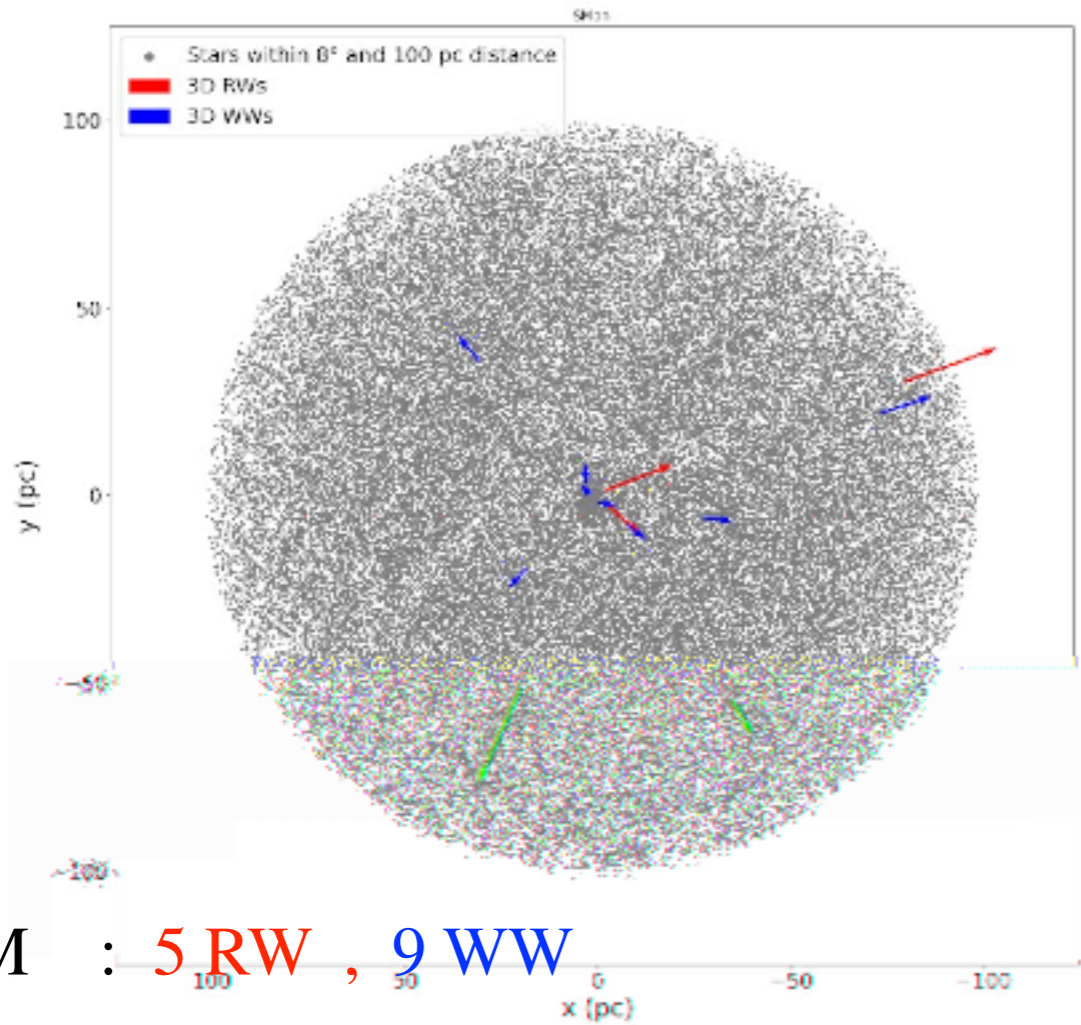 Stars within 8° and 100 pc distance
3D RWs
3D WWs
100
50
0
−50
−100
y (pc)
M : 5 RW , 9 WW
100 50 0 −50 −100
x (pc)